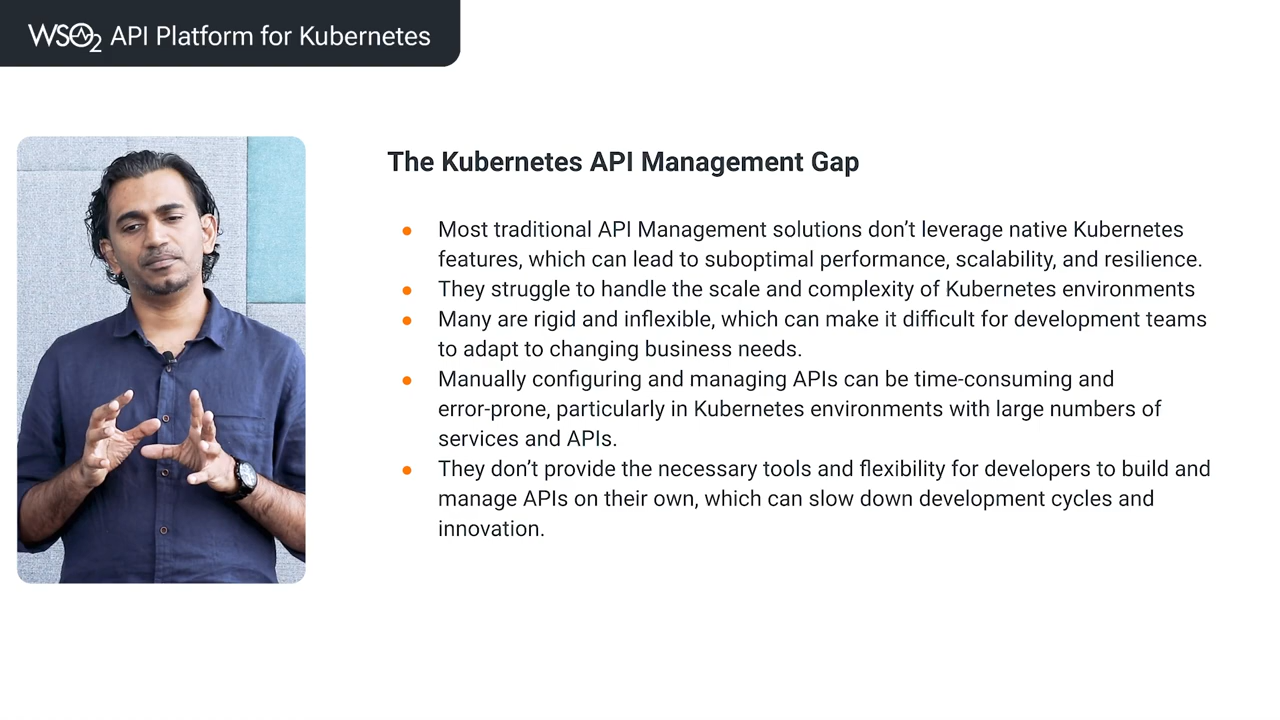 WSO2 API Platform for Kubernetes
The Kubernetes API Management Gap
● Most traditional API Management solutions don’t leverage native Kubernetes
features, which can lead to suboptimal performance, scalability, and resilience.
● They struggle to handle the scale and complexity of Kubernetes environments
● Many are rigid and inflexible, which can make it difficult for development teams
to adapt to changing business needs.
● Manually configuring and managing APIs can be time-consuming and
error-prone, particularly in Kubernetes environments with large numbers of
services and APIs.
● They don’t provide the necessary tools and flexibility for developers to build and
manage APIs on their own, which can slow down development cycles and
innovation.